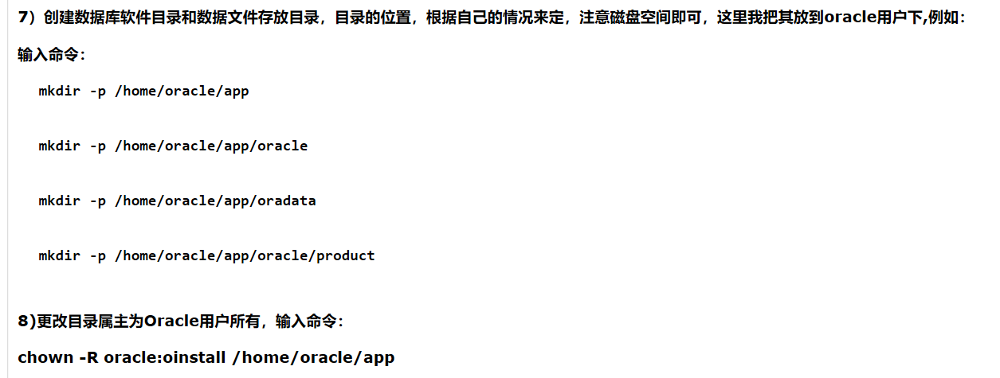 7）创建数据库软件目录和数据文件存放目录，目录的位置，根据自己的情况来定，注意磁盘空间即可，这里我把其放到oracle用户下,例如：
输入命令：
mkdir -p /home/oracle/app
mkdir -p /home/oracle/app/oracle
mkdir -p /home/oracle/app/oradata
mkdir -p /home/oracle/app/oracle/product
8)更改目录属主为Oracle用户所有，输入命令：
chown -R oracle:oinstall /home/oracle/app